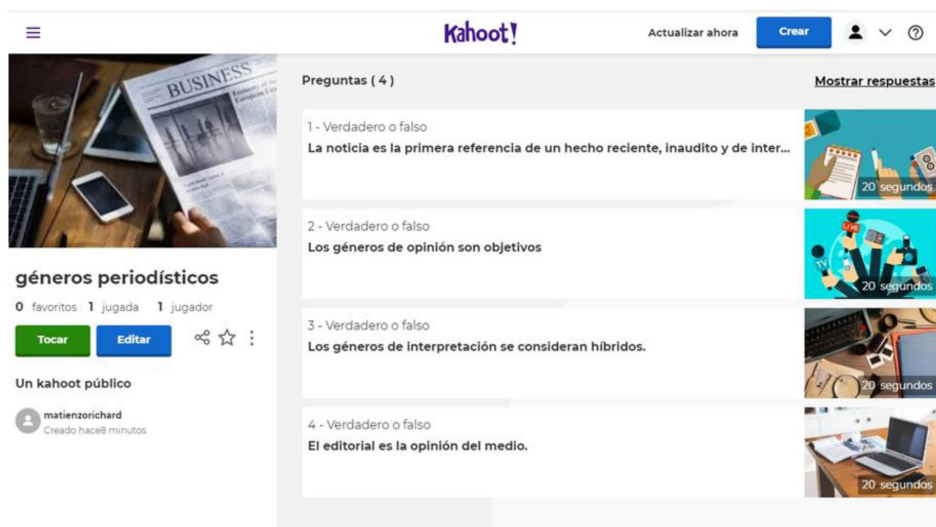 Kahoot!
Actualizar ahora
Crear
BUSINESS
géneros periodísticos
0 favoritos 1 jugada 1 jugador
Tocar
Editar
Un kahoot público
matienzorichard
Creado hace8 minutos
Preguntas ( 4 )
Mostrar respuestas
1 - Verdadero o falso
La noticia es la primera referencia de un hecho reciente, inaudito y de inter...
20 segundos
2 - Verdadero o falso
Los géneros de opinión son objetivos
LIVE
TV
20 segundos
3 - Verdadero o falso
Los géneros de interpretación se consideran híbridos.
20 segundos
4 - Verdadero o falso
El editorial es la opinión del medio.
20 segundos